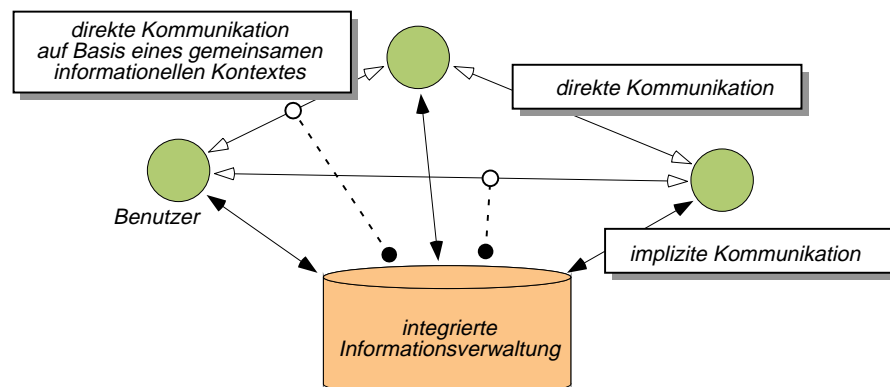 direkte Kommunikation
auf Basis eines gemeinsamen
informationellen Kontextes
direkte Kommunikation
Benutzer
implizite Kommunikation
integrierte
Informationsverwaltung